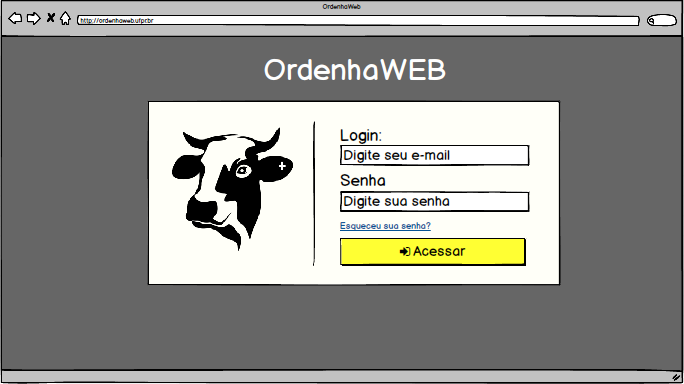 OrdenhaWeb
http://ordenhaweb.ufpr.br
OrdenhaWEB
Login:
Digite seu e-mail
Senha
Digite sua senha
Esqueceu sua senha?
Acessar